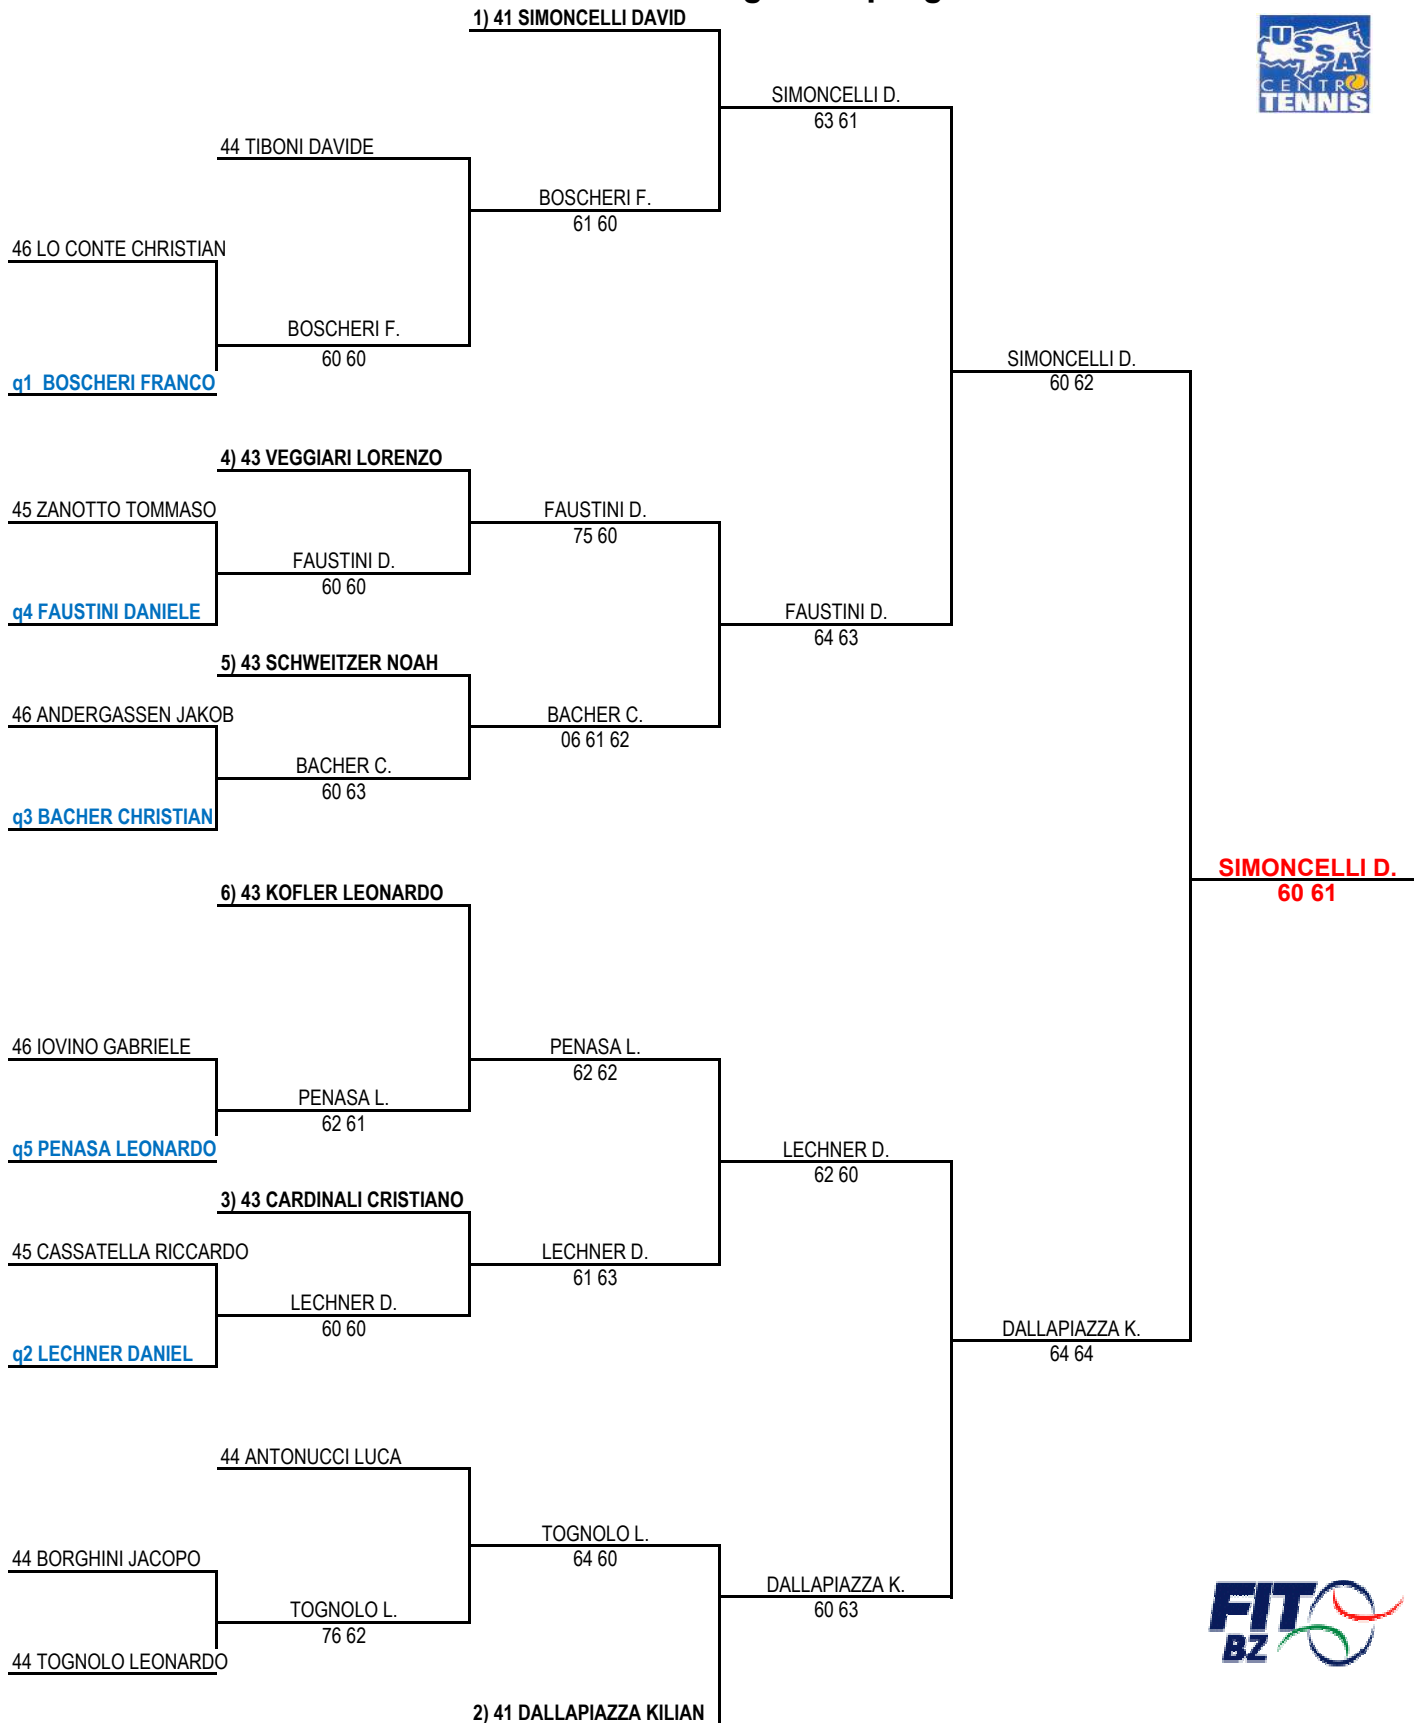 1) 41 SIMONCELLI DAVID
USSA
CENTRO
TENNIS
SIMONCELLI D.
63 61
44 TIBONI DAVIDE
BOSCHERI F.
61 60
46 LO CONTE CHRISTIAN
BOSCHERI F.
60 60
SIMONCELLI D.
60 62
q1 BOSCHERI FRANCO
4) 43 VEGGIARI LORENZO
45 ZANOTTO TOMMASO
FAUSTINI D.
75 60
FAUSTINI D.
60 60
q4 FAUSTINI DANIELE
FAUSTINI D.
64 63
5) 43 SCHWEITZER NOAH
46 ANDERGASSEN JAKOB
BACHER C.
06 61 62
BACHER C.
60 63
q3 BACHER CHRISTIAN
SIMONCELLI D.
60 61
6) 43 KOFLER LEONARDO
46 IOVINO GABRIELE
PENASA L.
62 62
PENASA L.
62 61
q5 PENASA LEONARDO
LECHNER D.
62 60
3) 43 CARDINALI CRISTIANO
45 CASSATELLA RICCARDO
LECHNER D.
61 63
LECHNER D.
60 60
DALLAPIAZZA K.
64 64
q2 LECHNER DANIEL
44 ANTONUCCI LUCA
TOGNOLO L.
64 60
44 BORGHINI JACOPO
DALLAPIAZZA K.
60 63
TOGNOLO L.
76 62
FIT
BZ
44 TOGNOLO LEONARDO
2) 41 DALLAPIAZZA KILIAN